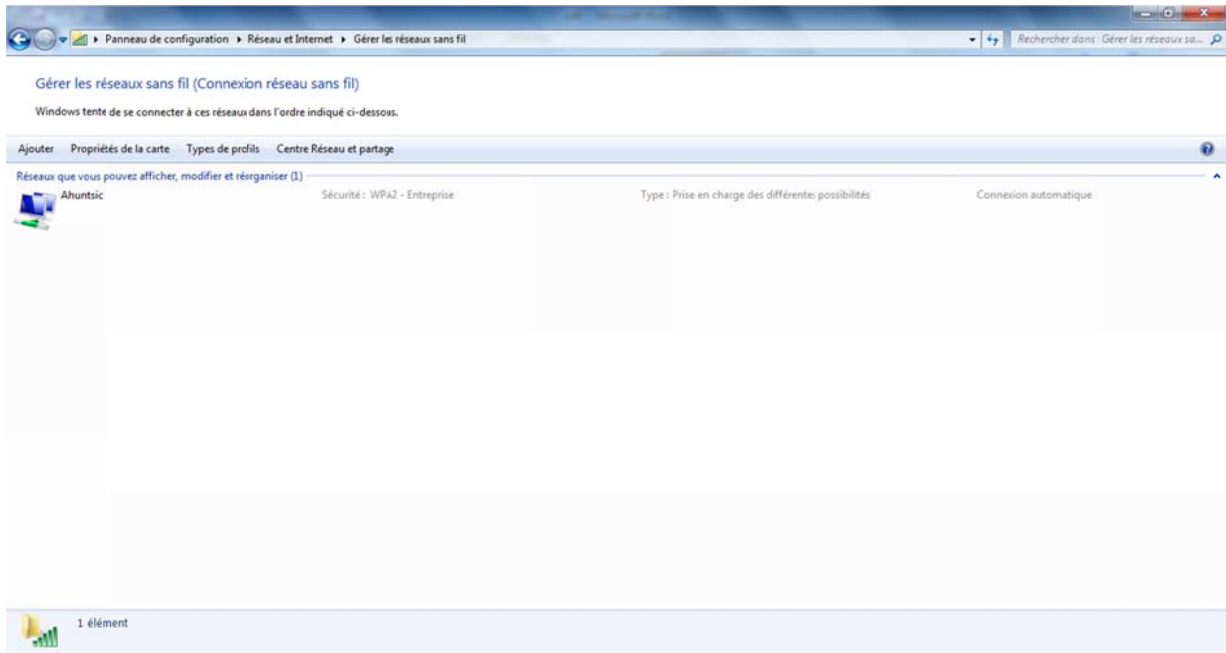 Panneau de configuration ▸ Réseau et Internet ▸ Gérer les réseaux sans fil
Rechercher dans : Gérer les réseaux sa...
Gérer les réseaux sans fil (Connexion réseau sans fil)
Windows tente de se connecter à ces réseaux dans l'ordre indiqué ci-dessous.
Ajouter Propriétés de la carte Types de profils Centre Réseau et partage
Réseaux que vous pouvez afficher, modifier et réorganiser (1)
Ahuntsic Sécurité : WPA2 - Entreprise Type : Prise en charge des différentes possibilités Connexion automatique
1 élément